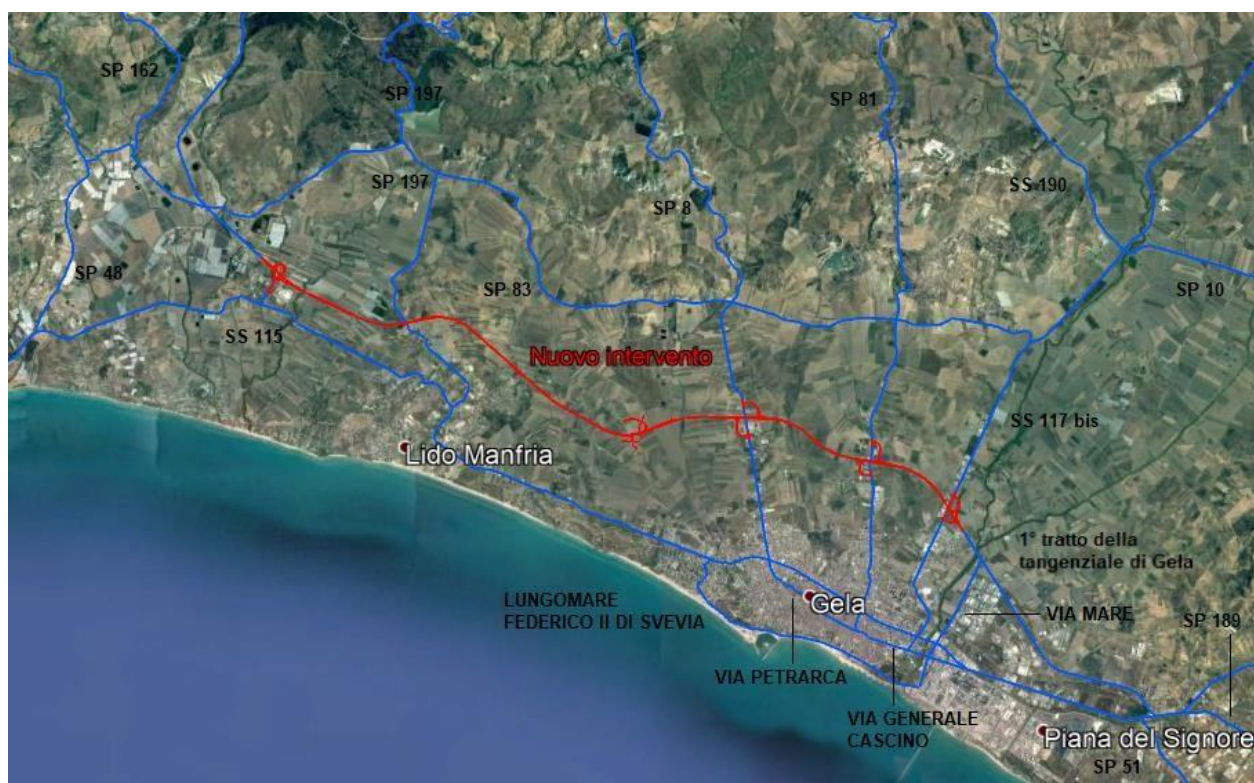 SP 162
SP 197
SP 81
SP 197
SS 190
SP 8
SP 48
SP 83
SP 10
SS 115
Nuovo intervento
SS 117 bis
Lido Manfria
1° tratto della
tangenziale di Gela
LUNGOMARE
FEDERICO II DI SVEVIA
Gela
VIA MARE
SP 189
VIA PETRARCA
VIA GENERALE
CASCINO
Piana del Signore
SP 51